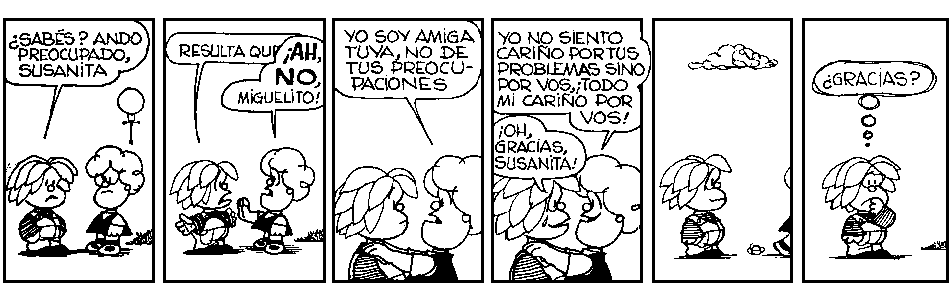 ¿SABÉS? ANDO
PREOCUPADO,
SUSANITA
RESULTA QUE
¡AH,
NO,
MIGUELITO!
YO SOY AMIGA
TUYA, NO DE
TUS PREOCU-
PACIONES
YO NO SIENTO
CARIÑO POR TUS
PROBLEMAS SINO
POR VOS, ¡TODO
MI CARIÑO POR
VOS!
¡OH,
GRACIAS,
SUSANITA!
¿GRACIAS?